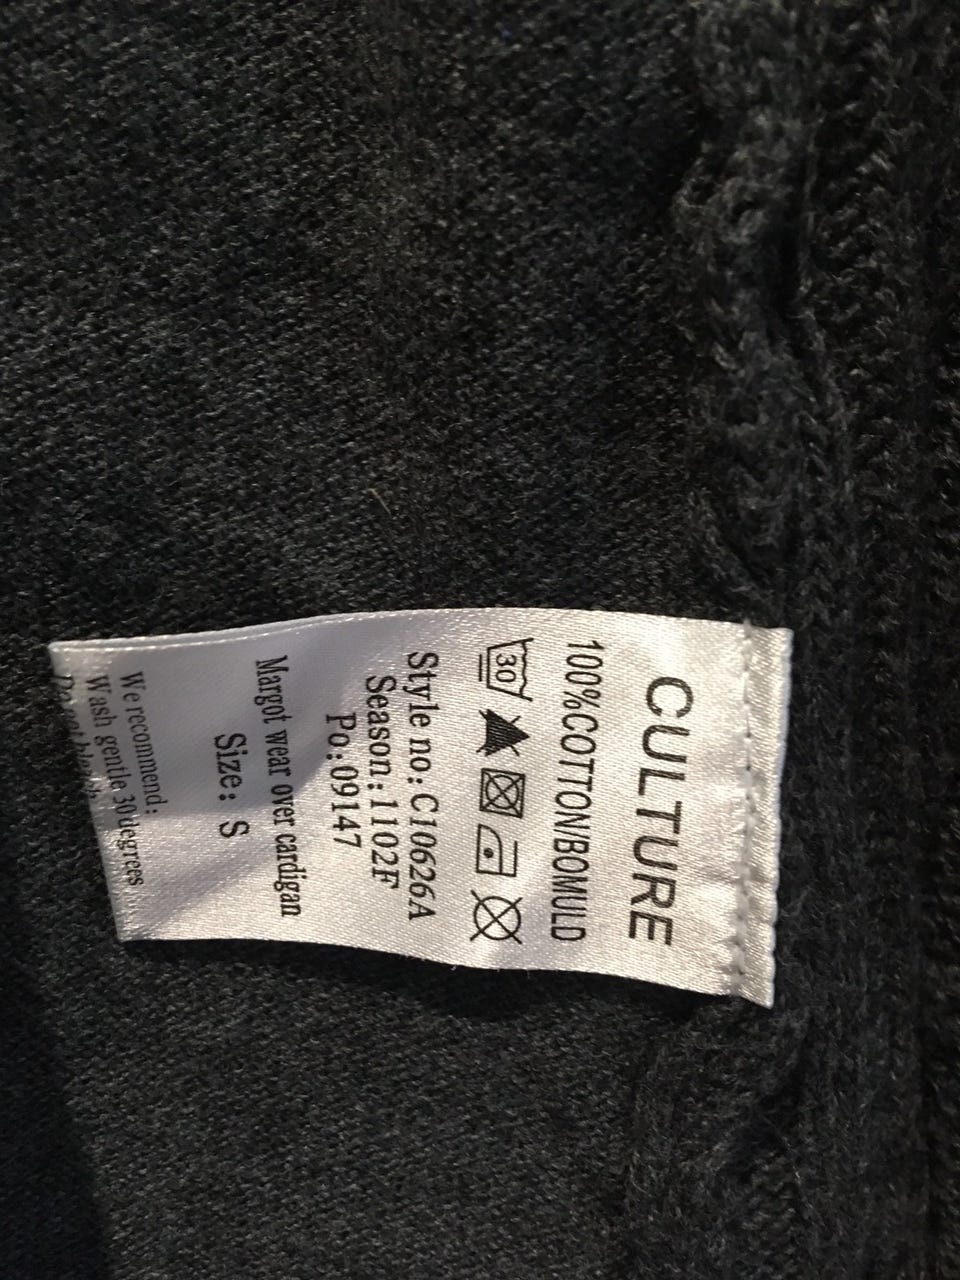 CULTURE
100%COTTON/BOMULD
30
Style no:C10626A
Season:1102F
Po:09147
Margot wear over cardigan
Size: S
We recommend:
Wash gentle 30 degrees